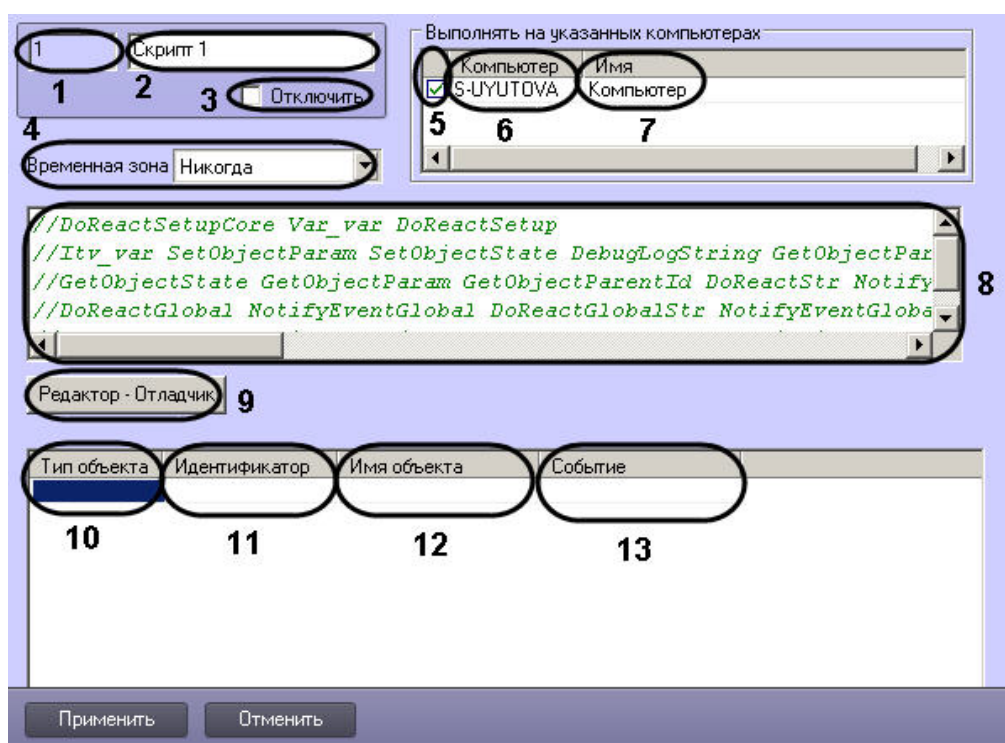 1
Скрипт 1
Выполнять на указанных компьютерах
Компьютер Имя
S-UYUTOVA Компьютер
Отключить
1 2 3
5 6 7
4
Временная зона Никогда
//DoReactSetupCore Var_var DoReactSetup
//Itv_var SetObjectParam SetObjectState DebugLogString GetObjectPar
//GetObjectState GetObjectParam GetObjectParentId DoReactStr Notify
//DoReactGlobal NotifyEventGlobal DoReactGlobalStr NotifyEventGloba
8
Редактор - Отладчик
9
Тип объекта Идентификатор Имя объекта Событие
10 11 12 13
Применить Отменить